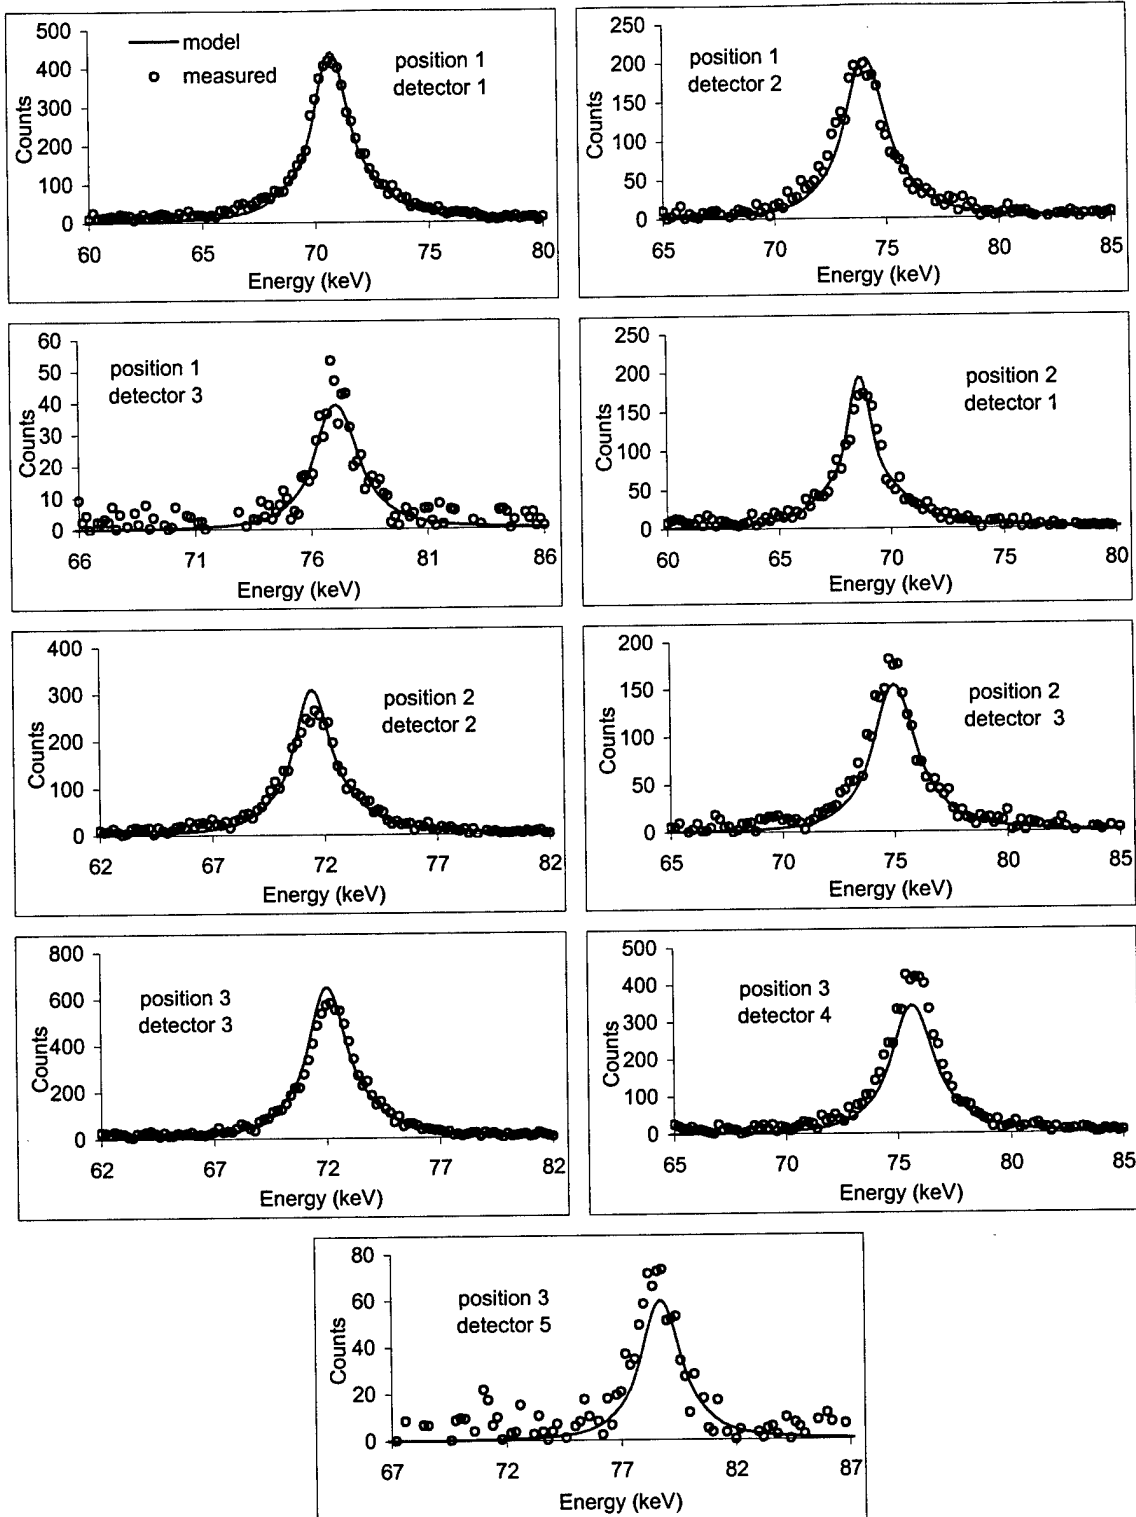 500
400
300
200
100
0
Counts
model
measured
position 1
detector 1
60 65 70 75 80
Energy (keV)
250
200
150
100
50
0
Counts
position 1
detector 2
65 70 75 80 85
Energy (keV)
60
50
40
30
20
10
0
Counts
position 1
detector 3
66 71 76 81 86
Energy (keV)
250
200
150
100
50
0
Counts
position 2
detector 1
60 65 70 75 80
Energy (keV)
400
300
200
100
0
Counts
position 2
detector 2
62 67 72 77 82
Energy (keV)
200
150
100
50
0
Counts
position 2
detector 3
65 70 75 80 85
Energy (keV)
800
600
400
200
0
Counts
position 3
detector 3
62 67 72 77 82
Energy (keV)
500
400
300
200
100
0
Counts
position 3
detector 4
65 70 75 80 85
Energy (keV)
80
60
40
20
0
Counts
position 3
detector 5
67 72 77 82 87
Energy (keV)